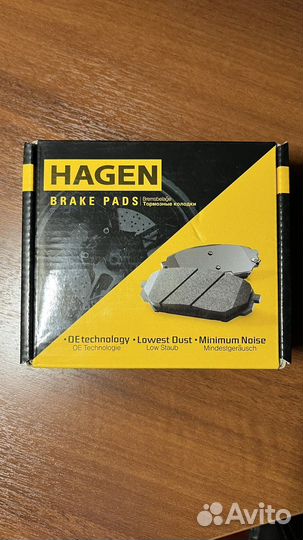 HAGEN
BRAKE PADS
Bremsbeläge
Тормозные колодки
• OE technology • Lowest Dust • Minimum Noise
OE Technologie Low Staub Mindestgeräusch
Avito